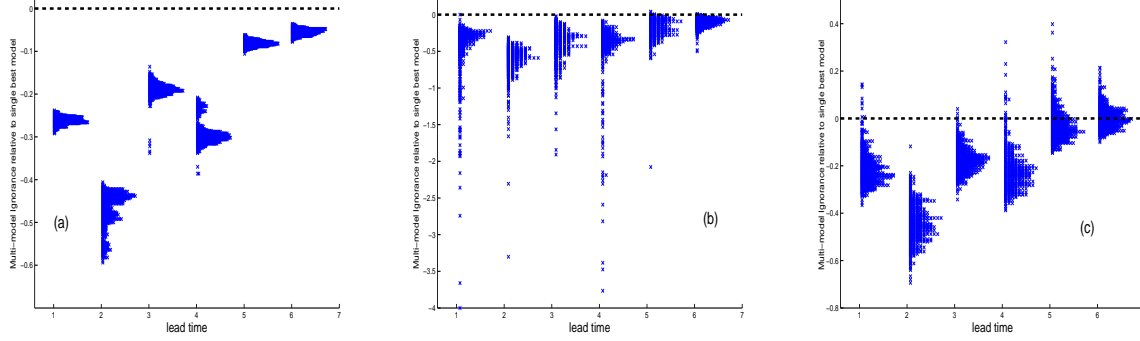 Multi−model Ignorance relative to single best model
0
−0.1
−0.2
−0.3
−0.4
−0.5
−0.6
(a)
1 2 3 4 5 6 7
lead time
Multi−model Ignorance relative to single best model
0
−0.5
−1
−1.5
−2
−2.5
−3
−3.5
−4
(b)
1 2 3 4 5 6 7
lead time
Multi−model Ignorance relative to single best model
0.4
0.2
0
−0.2
−0.4
−0.6
−0.8
(c)
1 2 3 4 5 6
lead time